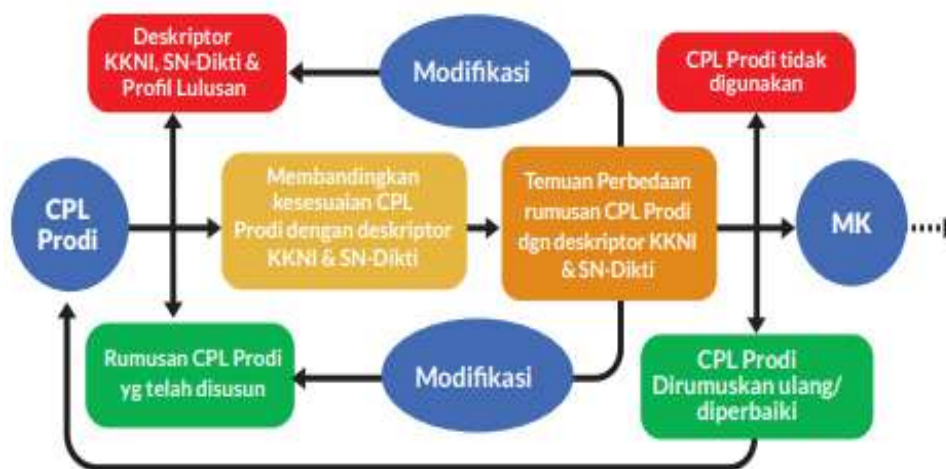 Deskriptor
KKNI, SN-Dikti &
Profil Lulusan
Modifikasi
CPL Prodi tidak
digunakan
CPL
Prodi
Membandingkan
kesesuaian CPL
Prodi dengan deskriptor
KKNI & SN-Dikti
Temuan Perbedaan
rumusan CPL Prodi
dgn deskriptor KKNI
& SN-Dikti
MK
Rumusan CPL Prodi
yg telah disusun
Modifikasi
CPL Prodi
Dirumuskan ulang/
diperbaiki